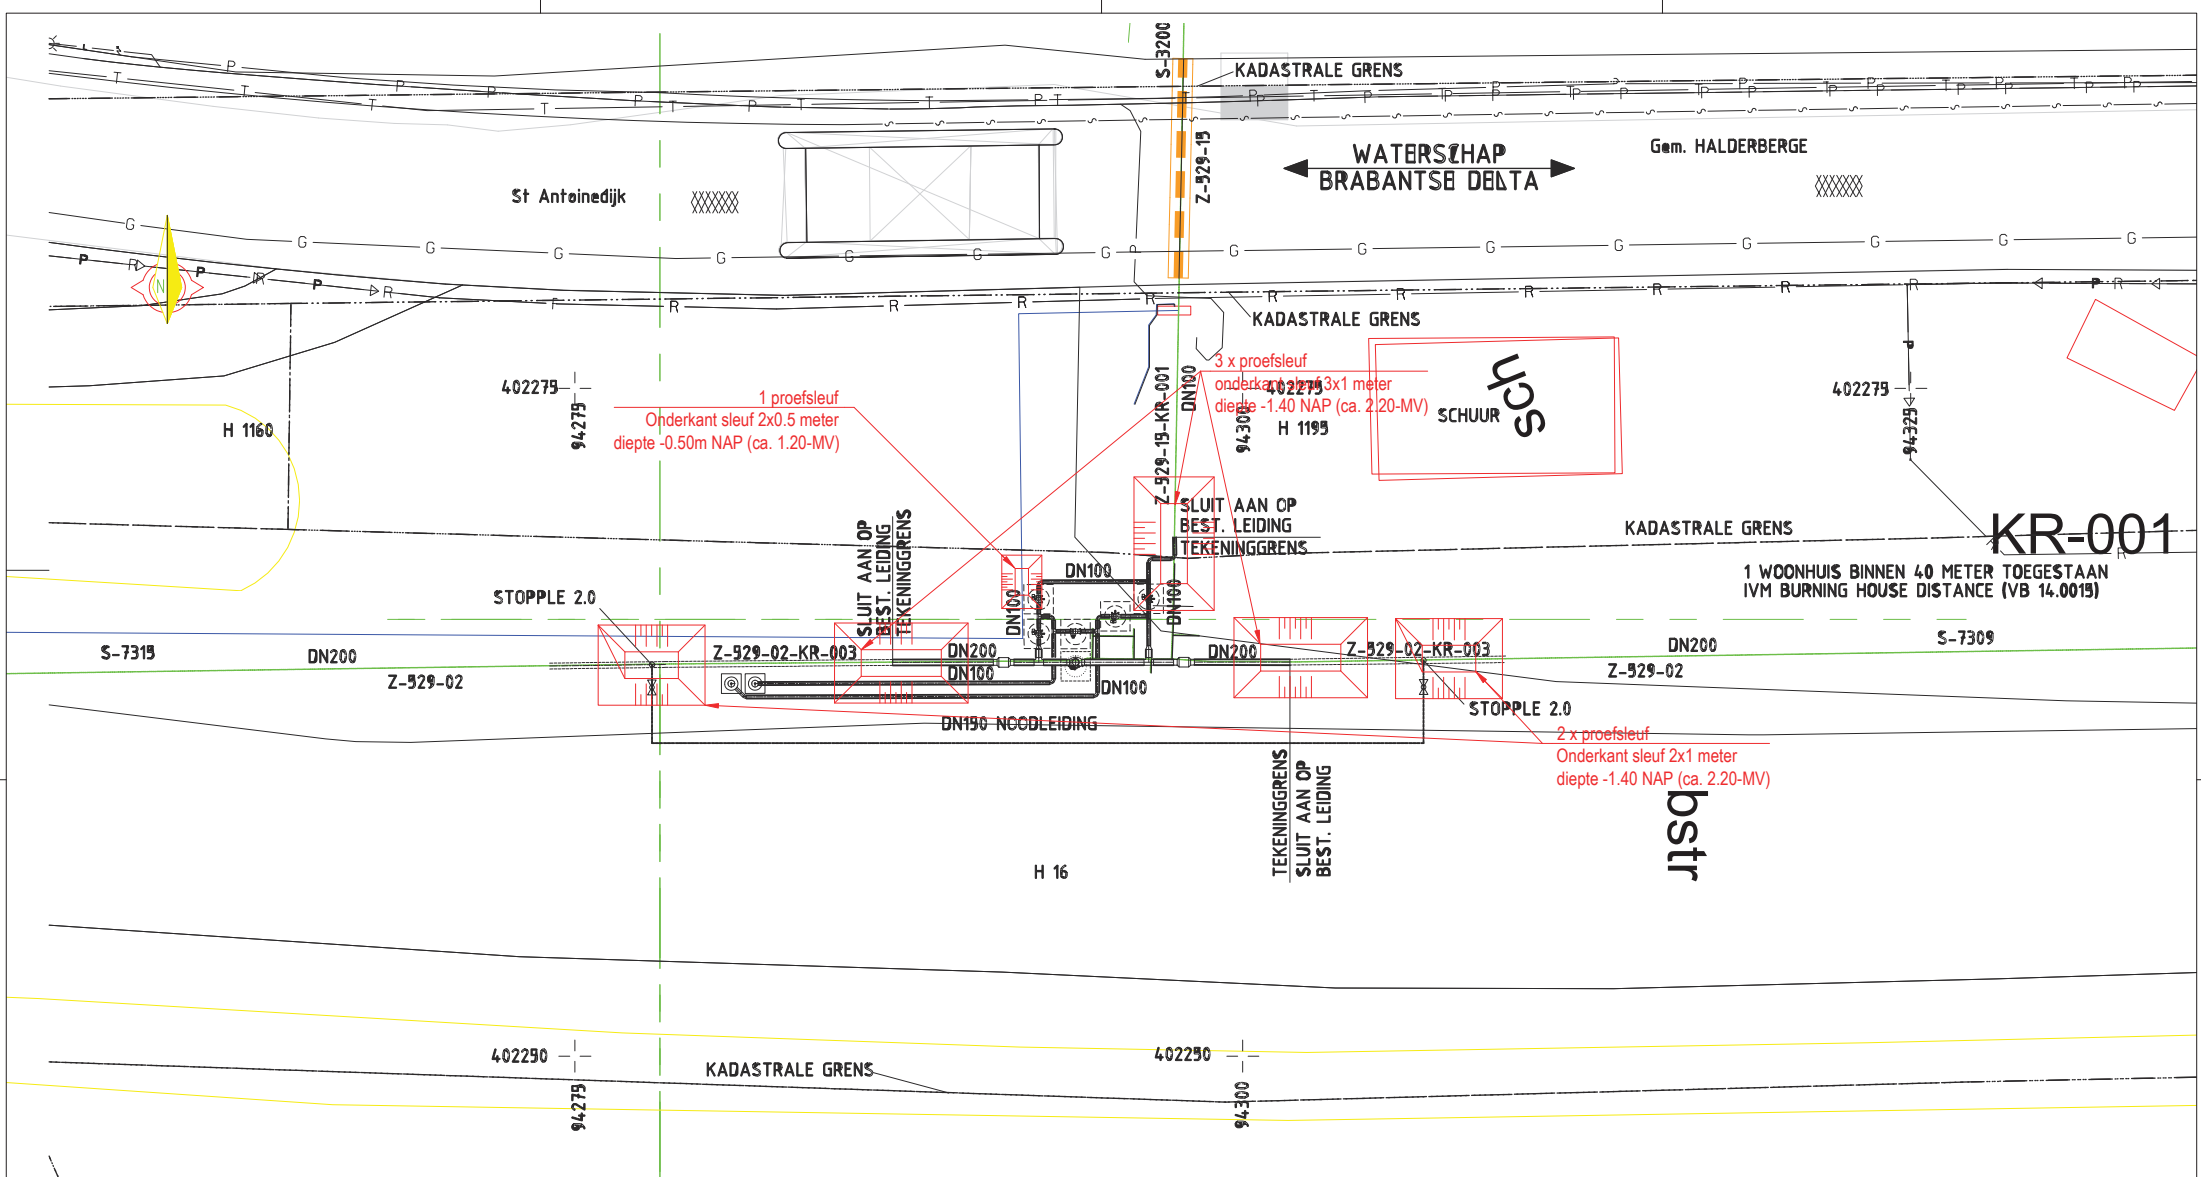 S-3200
KADASTRALE GRENS
Z-529-15
WATERSCHAP
BRABANTSE DELTA
Gem. HALDERBERGE
St Antoinedijk
N
KADASTRALE GRENS
3 x proefsleuf
onderkant sleuf 3x1 meter
diepte -1.40 NAP (ca. 2.20-MV)
1 proefsleuf
Onderkant sleuf 2x0.5 meter
diepte -0.50m NAP (ca. 1.20-MV)
402275
94275
402275
94300
402275
94325
H 1160
H 1195
SCHUUR
sch
Z-529-15-KR-001
DN100
SLUIT AAN OP
BEST. LEIDING
TEKENINGGRENS
SLUIT AAN OP
BEST. LEIDING
TEKENINGGRENS
KADASTRALE GRENS
KR-001
1 WOONHUIS BINNEN 40 METER TOEGESTAAN
IVM BURNING HOUSE DISTANCE (VB 14.0015)
STOPPLE 2.0
DN100
DN100
DN100
S-7315
DN200
Z-529-02
Z-529-02-KR-003
DN200
DN100
DN100
DN200
Z-529-02-KR-003
DN200
S-7309
Z-529-02
STOPPLE 2.0
DN150 NOODLEIDING
2 x proefsleuf
Onderkant sleuf 2x1 meter
diepte -1.40 NAP (ca. 2.20-MV)
TEKENINGGRENS
SLUIT AAN OP
BEST. LEIDING
bstr
H 16
402250
94275
402250
94300
KADASTRALE GRENS